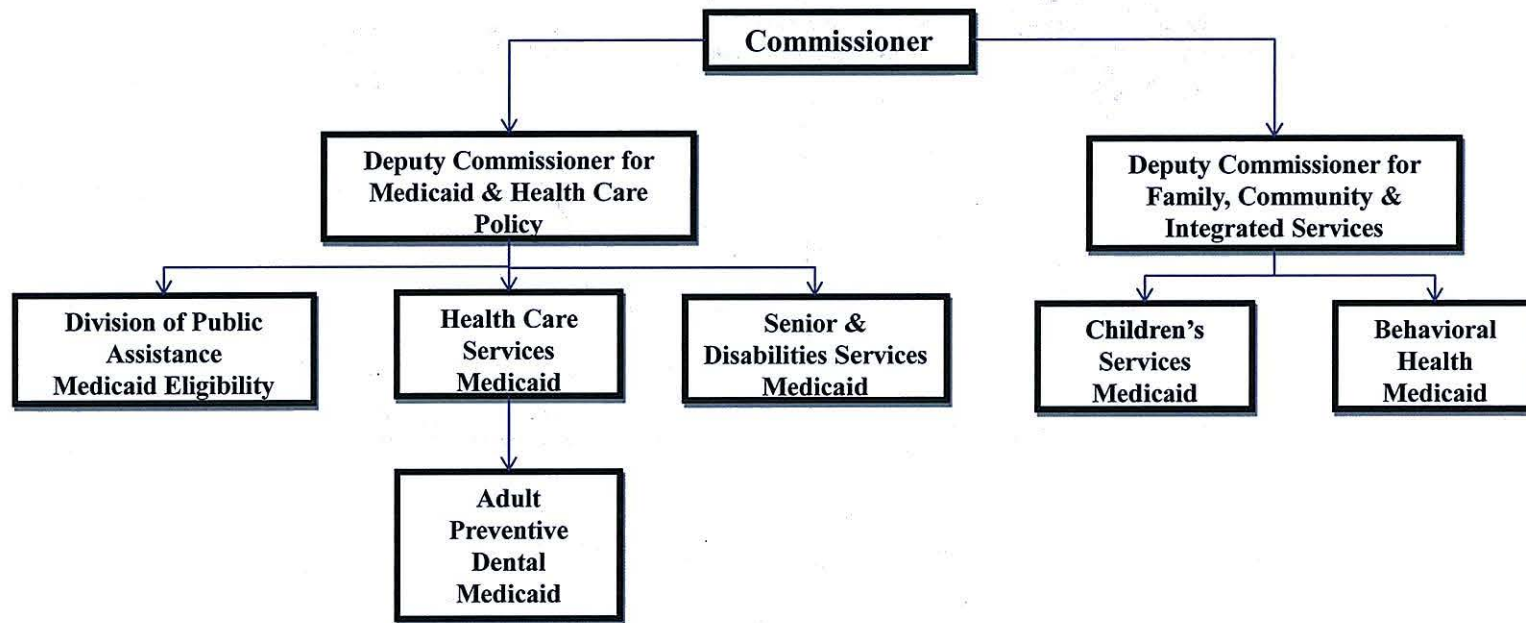 Commissioner
Deputy Commissioner for
Medicaid & Health Care
Policy
Deputy Commissioner for
Family, Community &
Integrated Services
Division of Public
Assistance
Medicaid Eligibility
Health Care
Services
Medicaid
Senior &
Disabilities Services
Medicaid
Children's
Services
Medicaid
Behavioral
Health
Medicaid
Adult
Preventive
Dental
Medicaid